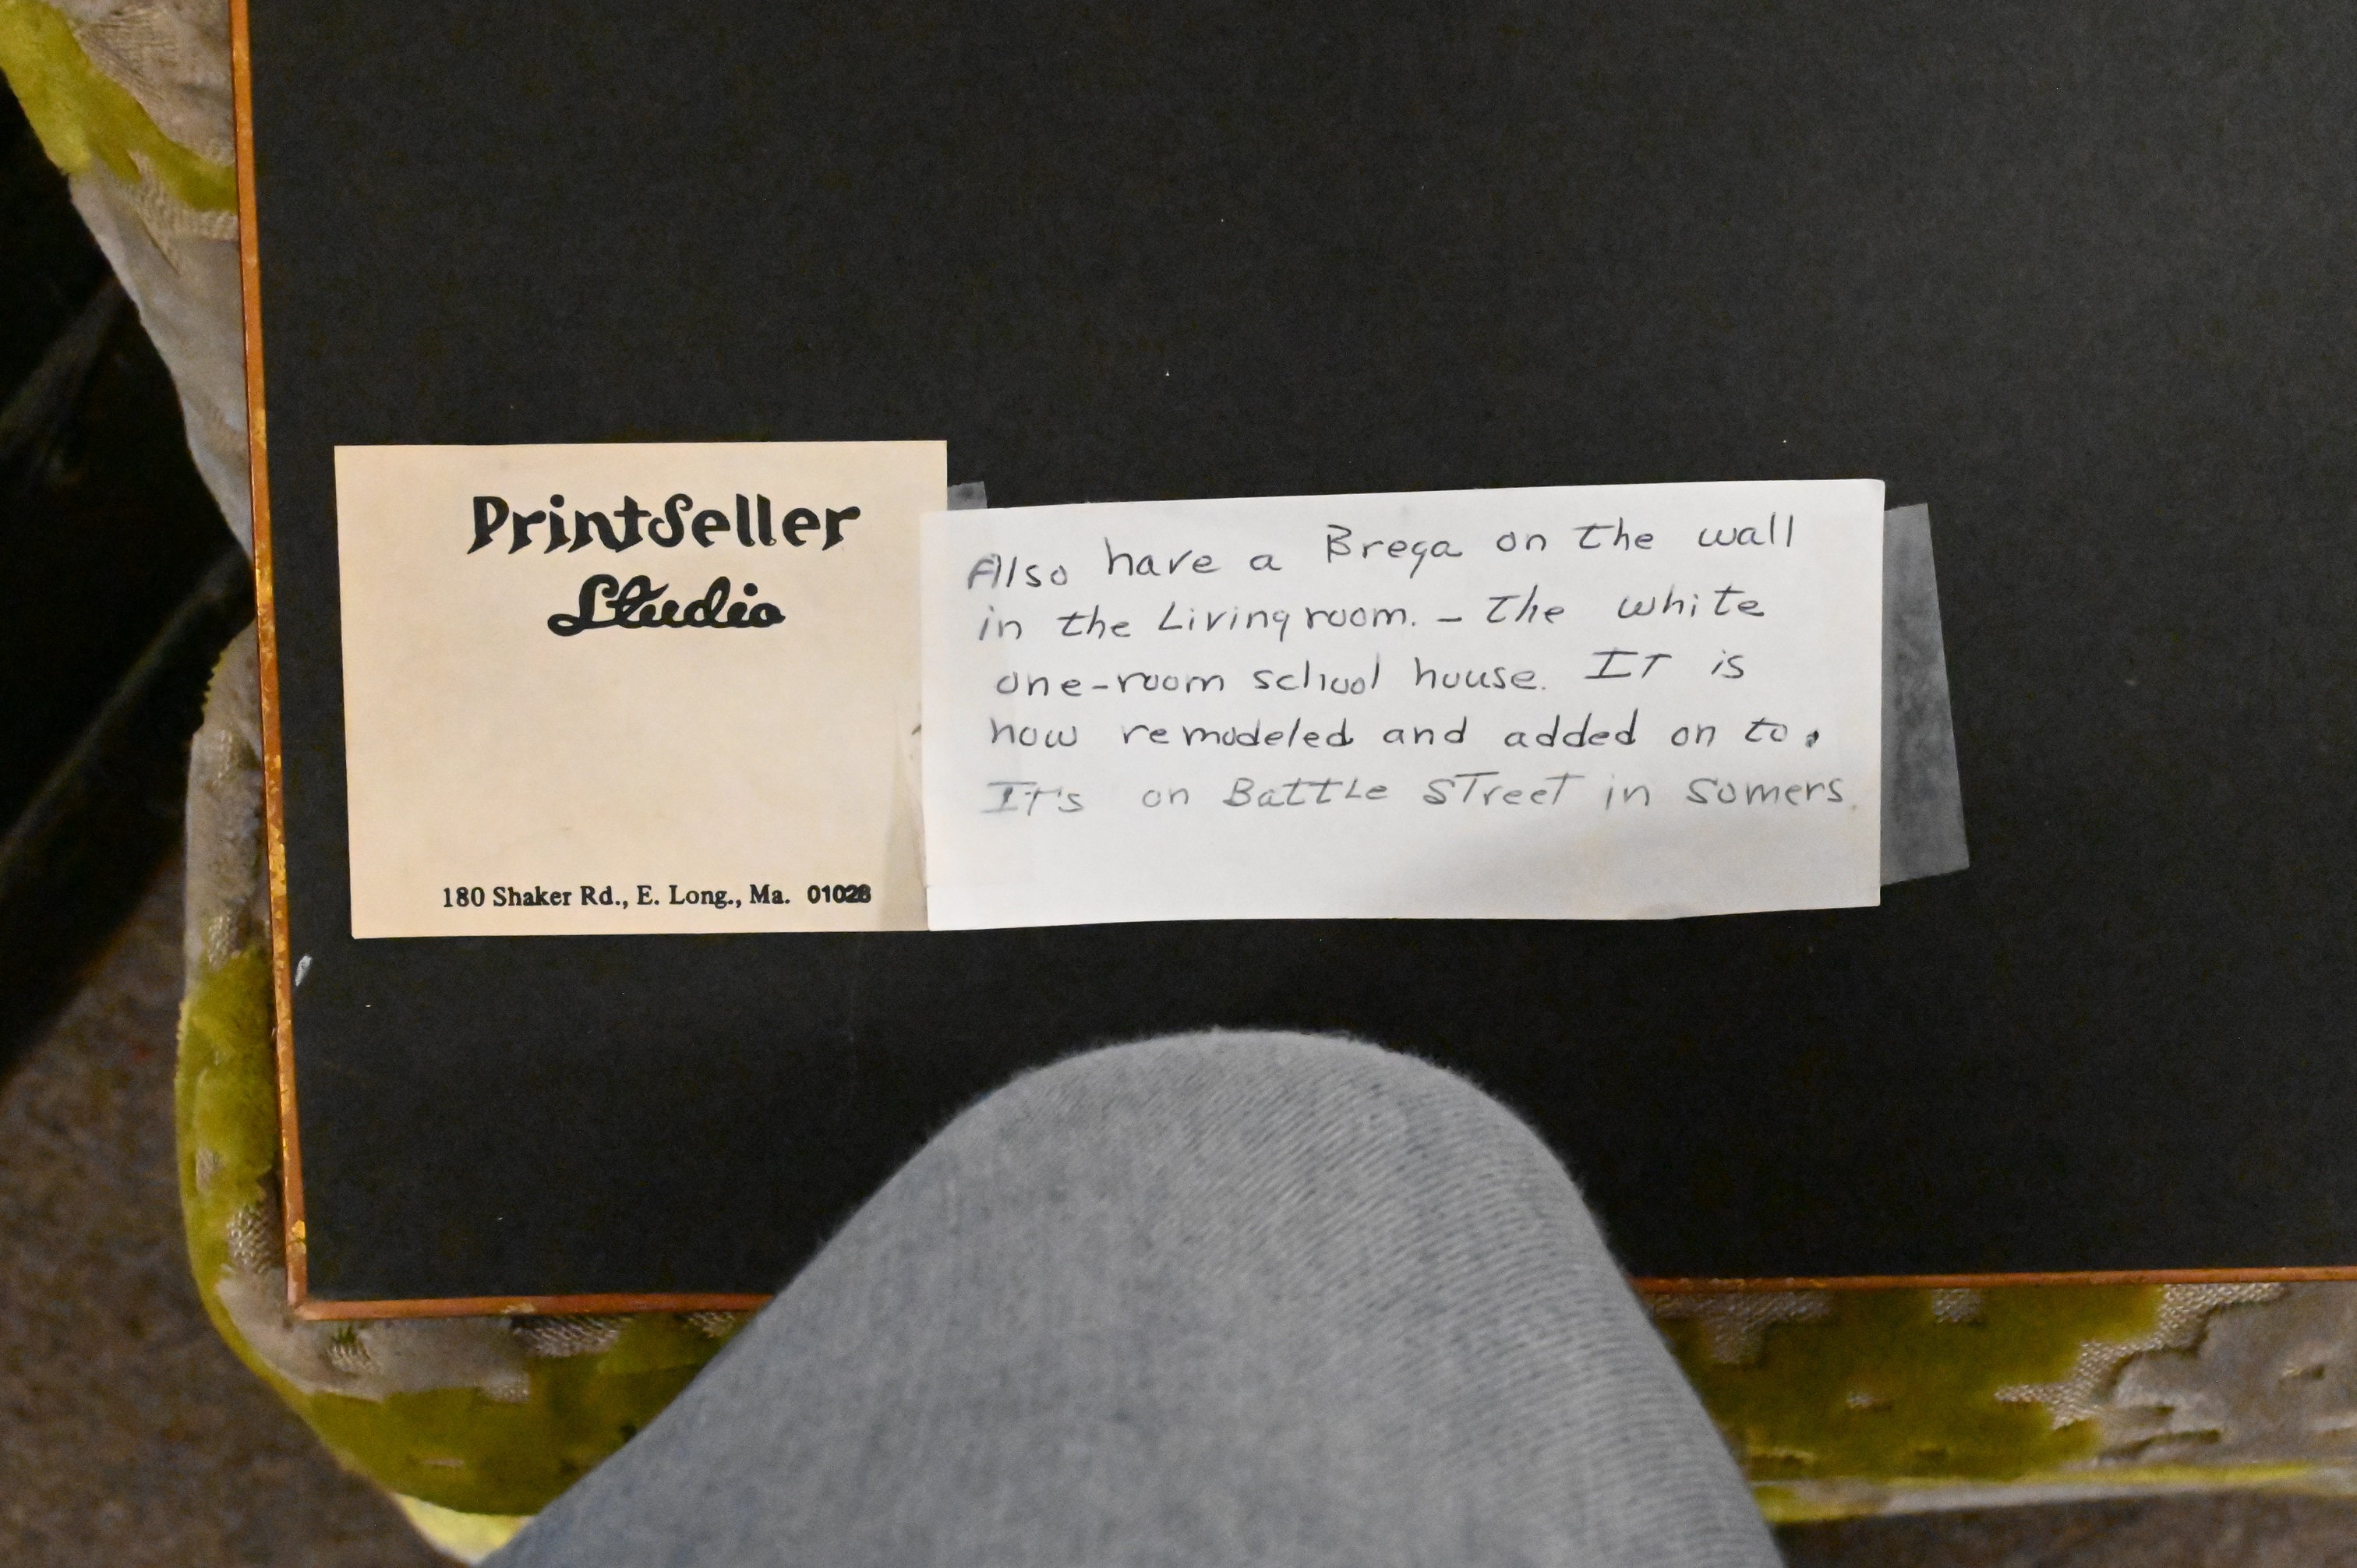 PrintSeller
Studio
180 Shaker Rd., E. Long., Ma. 01028
Also have a Brega on the wall
in the Livingroom. - The white
one-room school house. IT is
now remodeled and added on to.
IT's on BattLe STreeT in Somers.